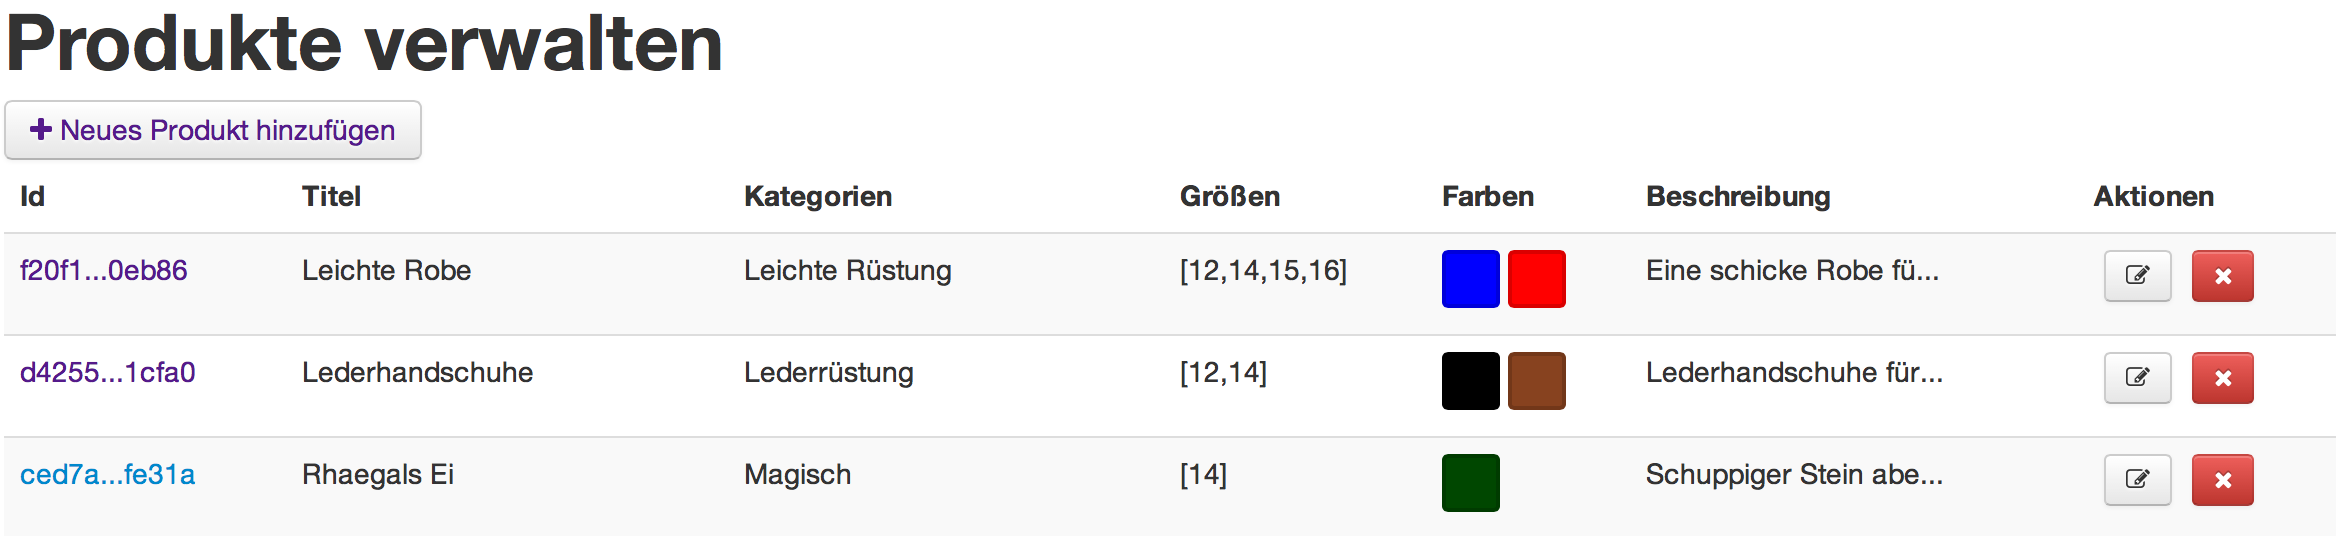 Produkte verwalten
Neues Produkt hinzufügen
Id Titel Kategorien Größen Farben Beschreibung Aktionen
f20f1...0eb86 Leichte Robe Leichte Rüstung [12,14,15,16] Eine schicke Robe fü...
d4255...1cfa0 Lederhandschuhe Lederrüstung [12,14] Lederhandschuhe für...
ced7a...fe31a Rhaegals Ei Magisch [14] Schuppiger Stein abe...